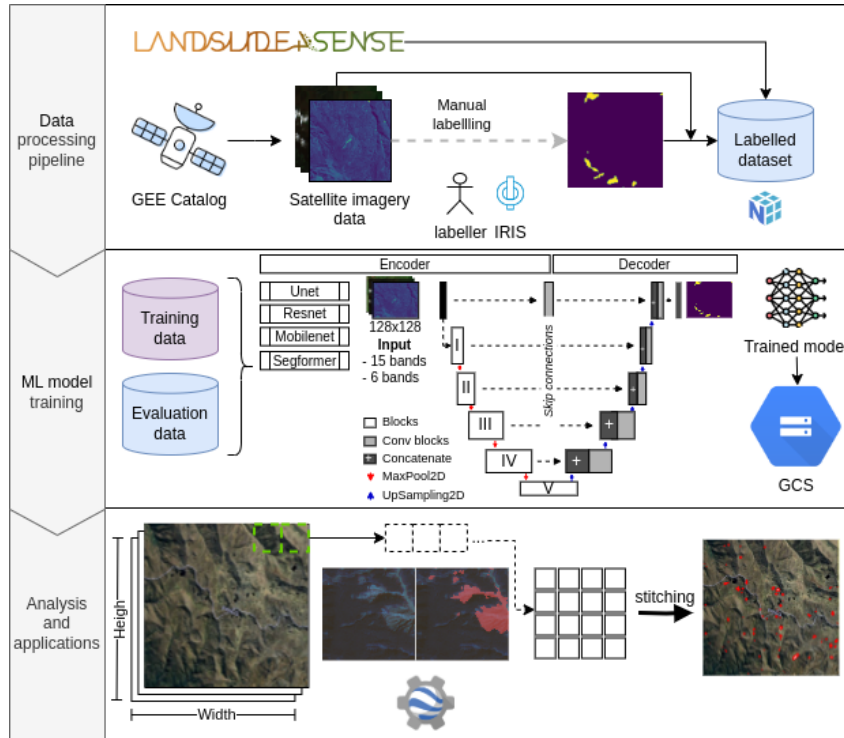 LANDSLIDE4SENSE
Data
processing
pipeline
GEE Catalog
Satellite imagery
data
Manual
labellling
labeller
IRIS
Labelled
dataset
N
ML model
training
Training
data
Evaluation
data
Encoder
Decoder
Unet
Resnet
Mobilenet
Segformer
128x128
Input
- 15 bands
- 6 bands
I
II
III
IV
V
Skip connections
+
+
+
+
Blocks
Conv blocks
+ Concatenate
MaxPool2D
UpSampling2D
Trained model
GCS
Analysis
and
applications
Heigh
Width
...
stitching